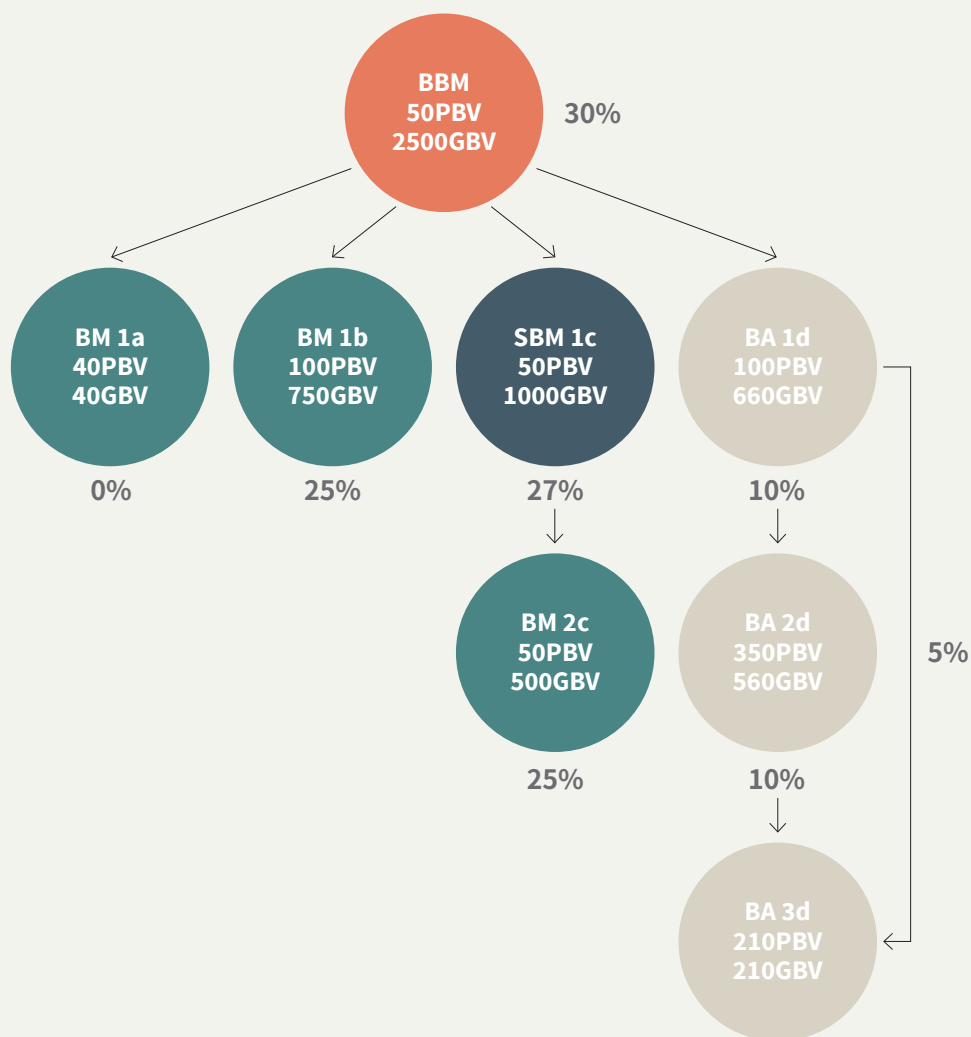 BBM
50PBV
2500GBV
30%
BM 1a
40PBV
40GBV
0%
BM 1b
100PBV
750GBV
25%
SBM 1c
50PBV
1000GBV
27%
BA 1d
100PBV
660GBV
10%
BM 2c
50PBV
500GBV
25%
BA 2d
350PBV
560GBV
10%
5%
BA 3d
210PBV
210GBV